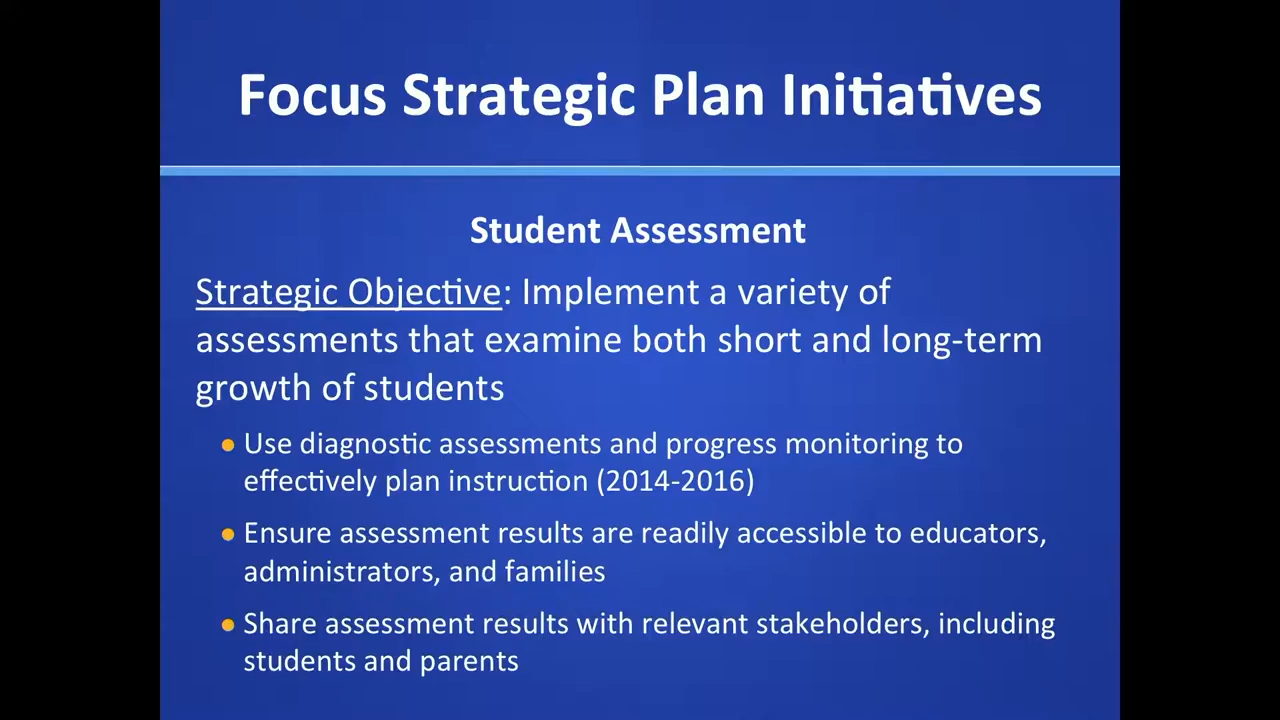 Focus Strategic Plan Initiatives
Student Assessment
Strategic Objective: Implement a variety of
assessments that examine both short and long-term
growth of students
● Use diagnostic assessments and progress monitoring to
effectively plan instruction (2014-2016)
● Ensure assessment results are readily accessible to educators,
administrators, and families
● Share assessment results with relevant stakeholders, including
students and parents